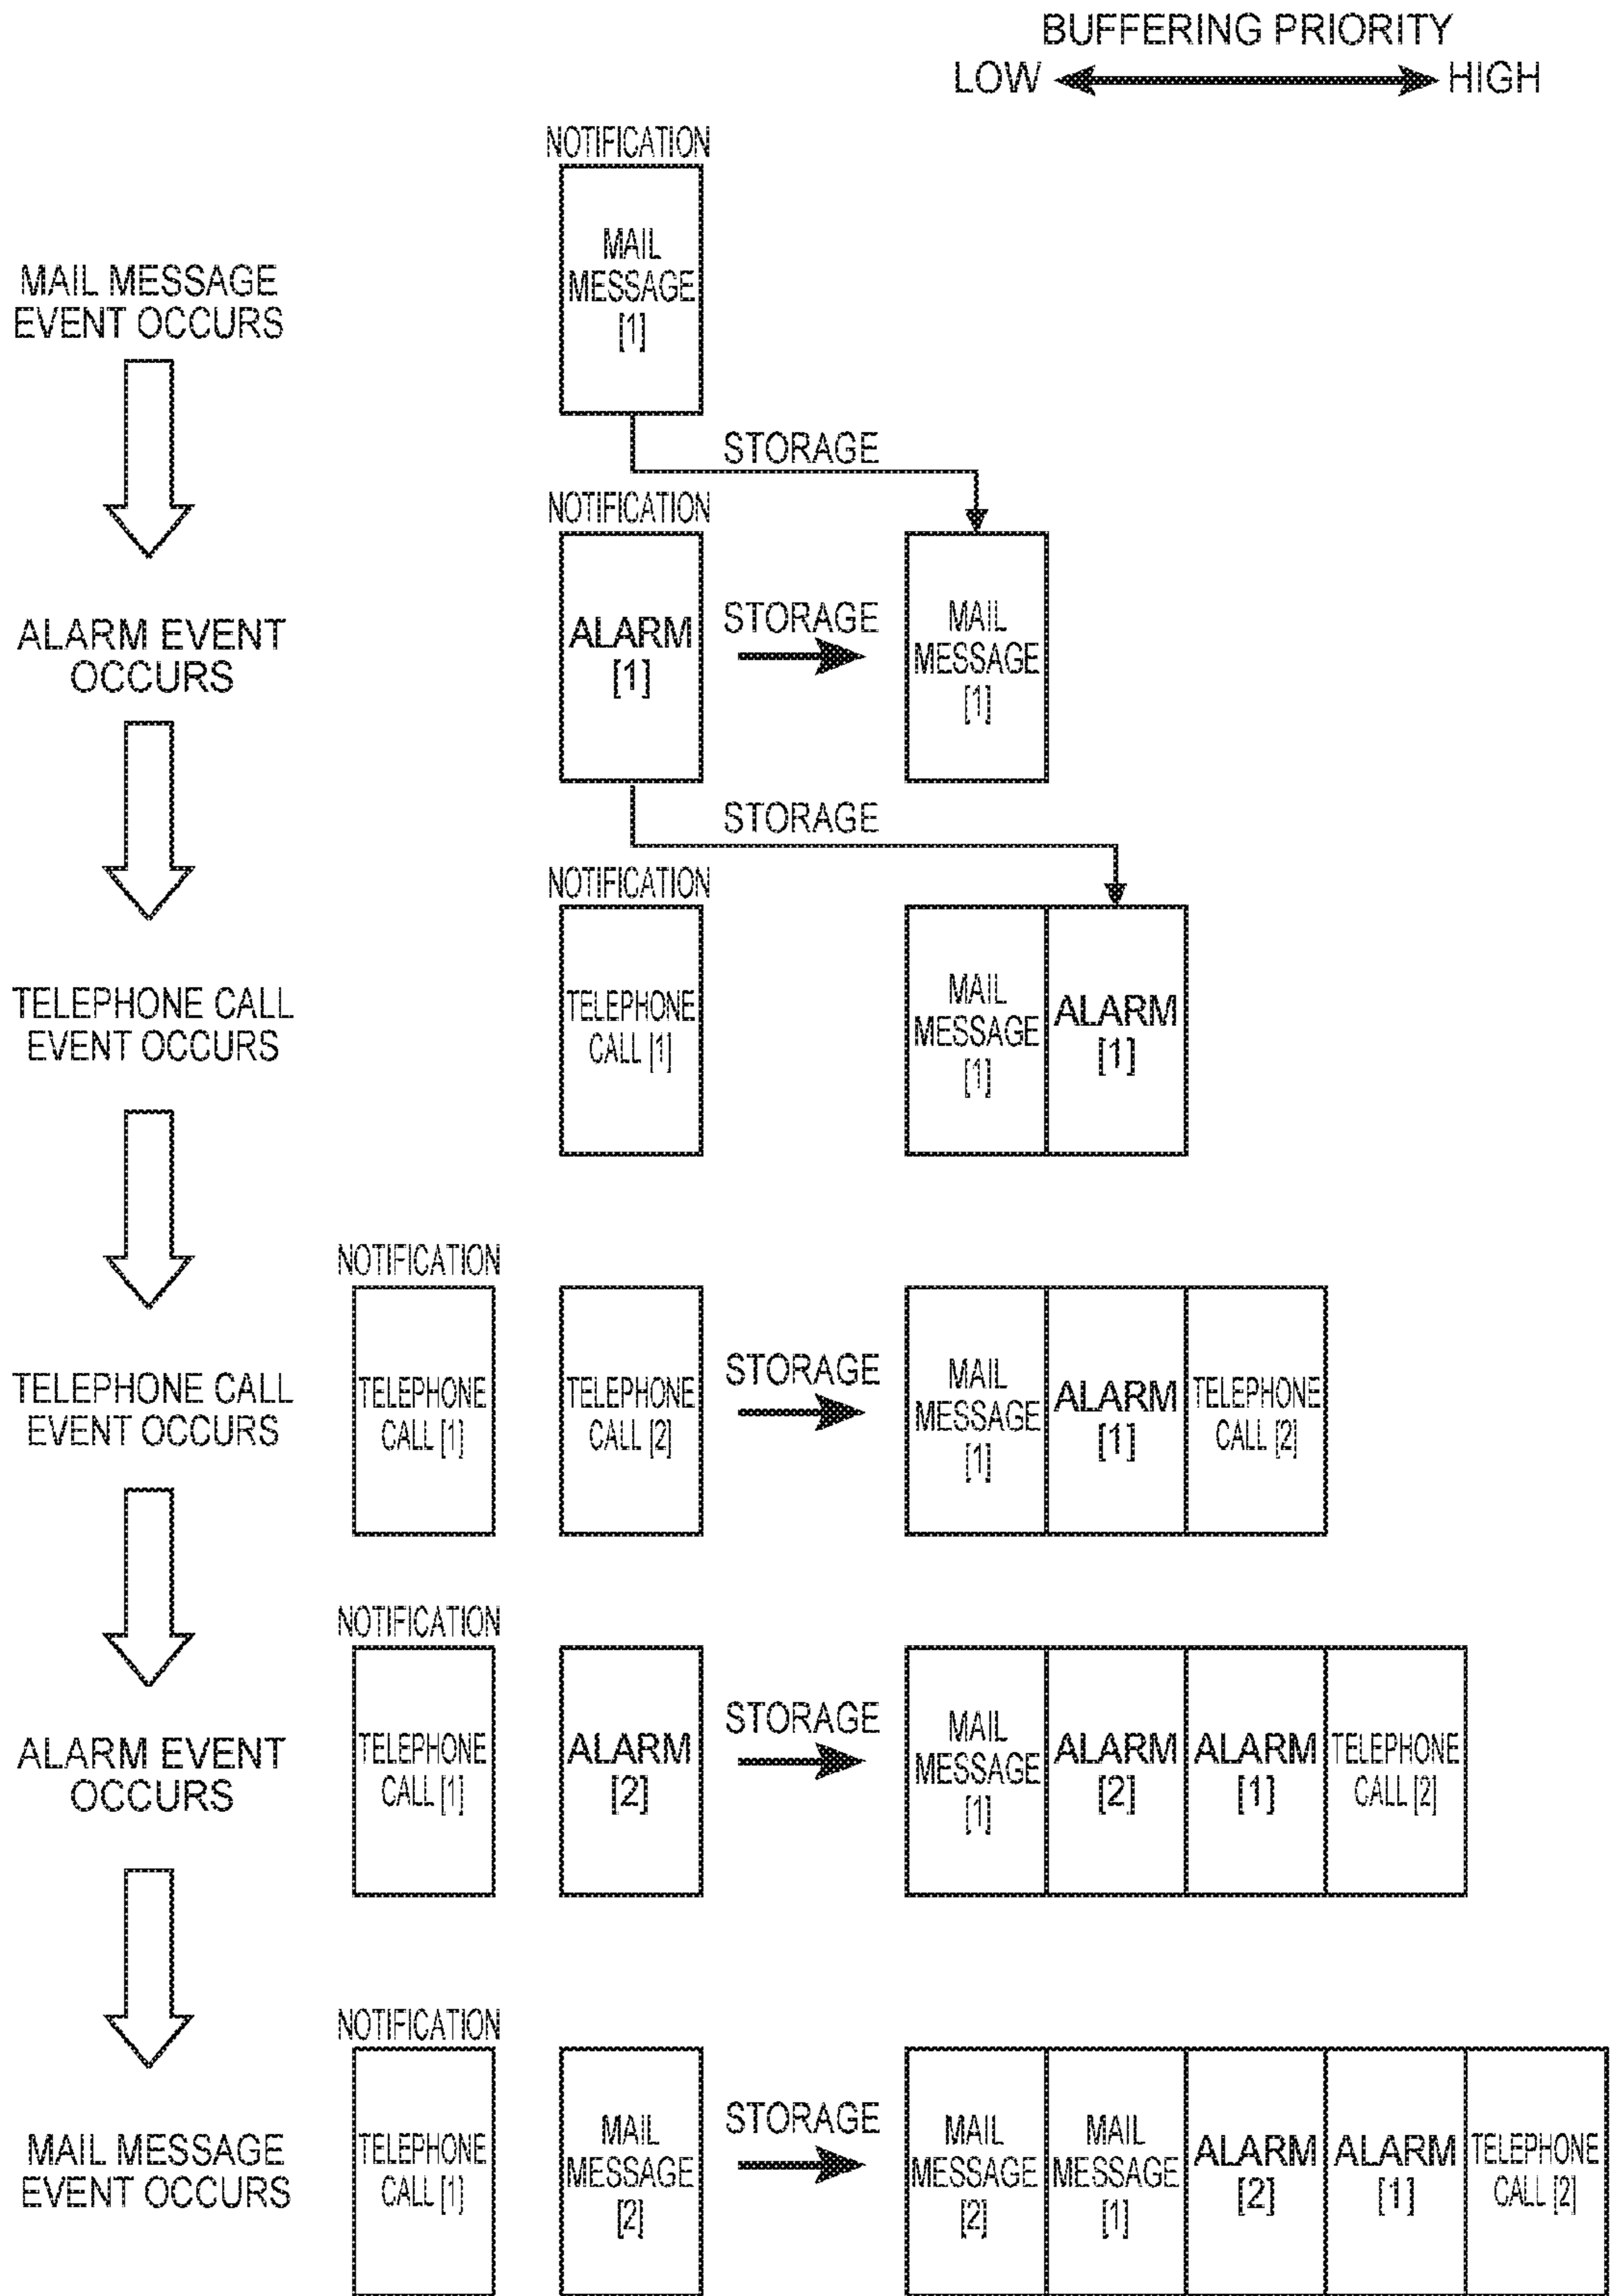 BUFFERING PRIORITY
LOW HIGH
NOTIFICATION
MAIL MESSAGE
EVENT OCCURS
MAIL
MESSAGE
[1]
STORAGE
NOTIFICATION
ALARM EVENT
OCCURS
ALARM
[1]
STORAGE
MAIL
MESSAGE
[1]
STORAGE
NOTIFICATION
TELEPHONE CALL
EVENT OCCURS
TELEPHONE
CALL [1]
MAIL
MESSAGE
[1]
ALARM
[1]
NOTIFICATION
TELEPHONE CALL
EVENT OCCURS
TELEPHONE
CALL [1]
TELEPHONE
CALL [2]
STORAGE
MAIL
MESSAGE
[1]
ALARM
[1]
TELEPHONE
CALL [2]
NOTIFICATION
ALARM EVENT
OCCURS
TELEPHONE
CALL [1]
ALARM
[2]
STORAGE
MAIL
MESSAGE
[1]
ALARM
[2]
ALARM
[1]
TELEPHONE
CALL [2]
NOTIFICATION
MAIL MESSAGE
EVENT OCCURS
TELEPHONE
CALL [1]
MAIL
MESSAGE
[2]
STORAGE
MAIL
MESSAGE
[2]
MAIL
MESSAGE
[1]
ALARM
[2]
ALARM
[1]
TELEPHONE
CALL [2]